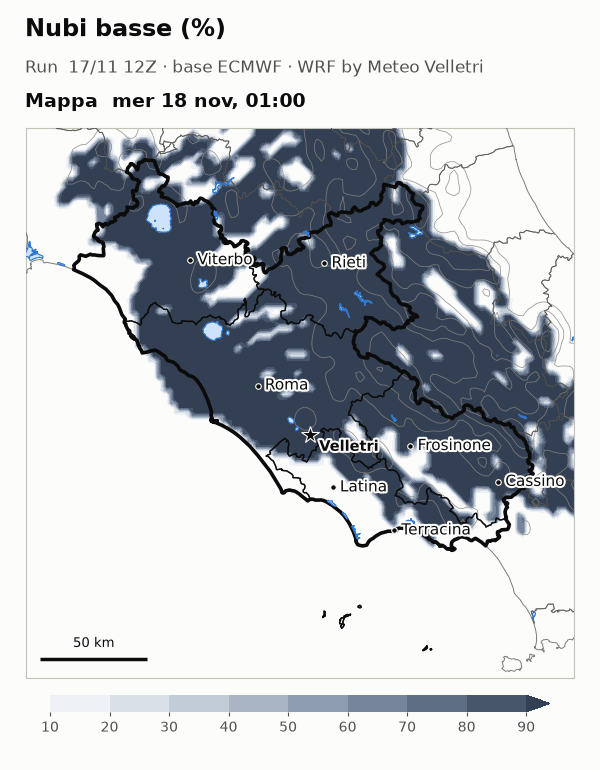 Nubi basse (%)
Run  17/11 12Z · base ECMWF · WRF by Meteo Velletri
Mappa  mer 18 nov, 01:00
Viterbo
Rieti
Roma
Velletri
Frosinone
Cassino
Latina
Terracina
50 km
10 20 30 40 50 60 70 80 90